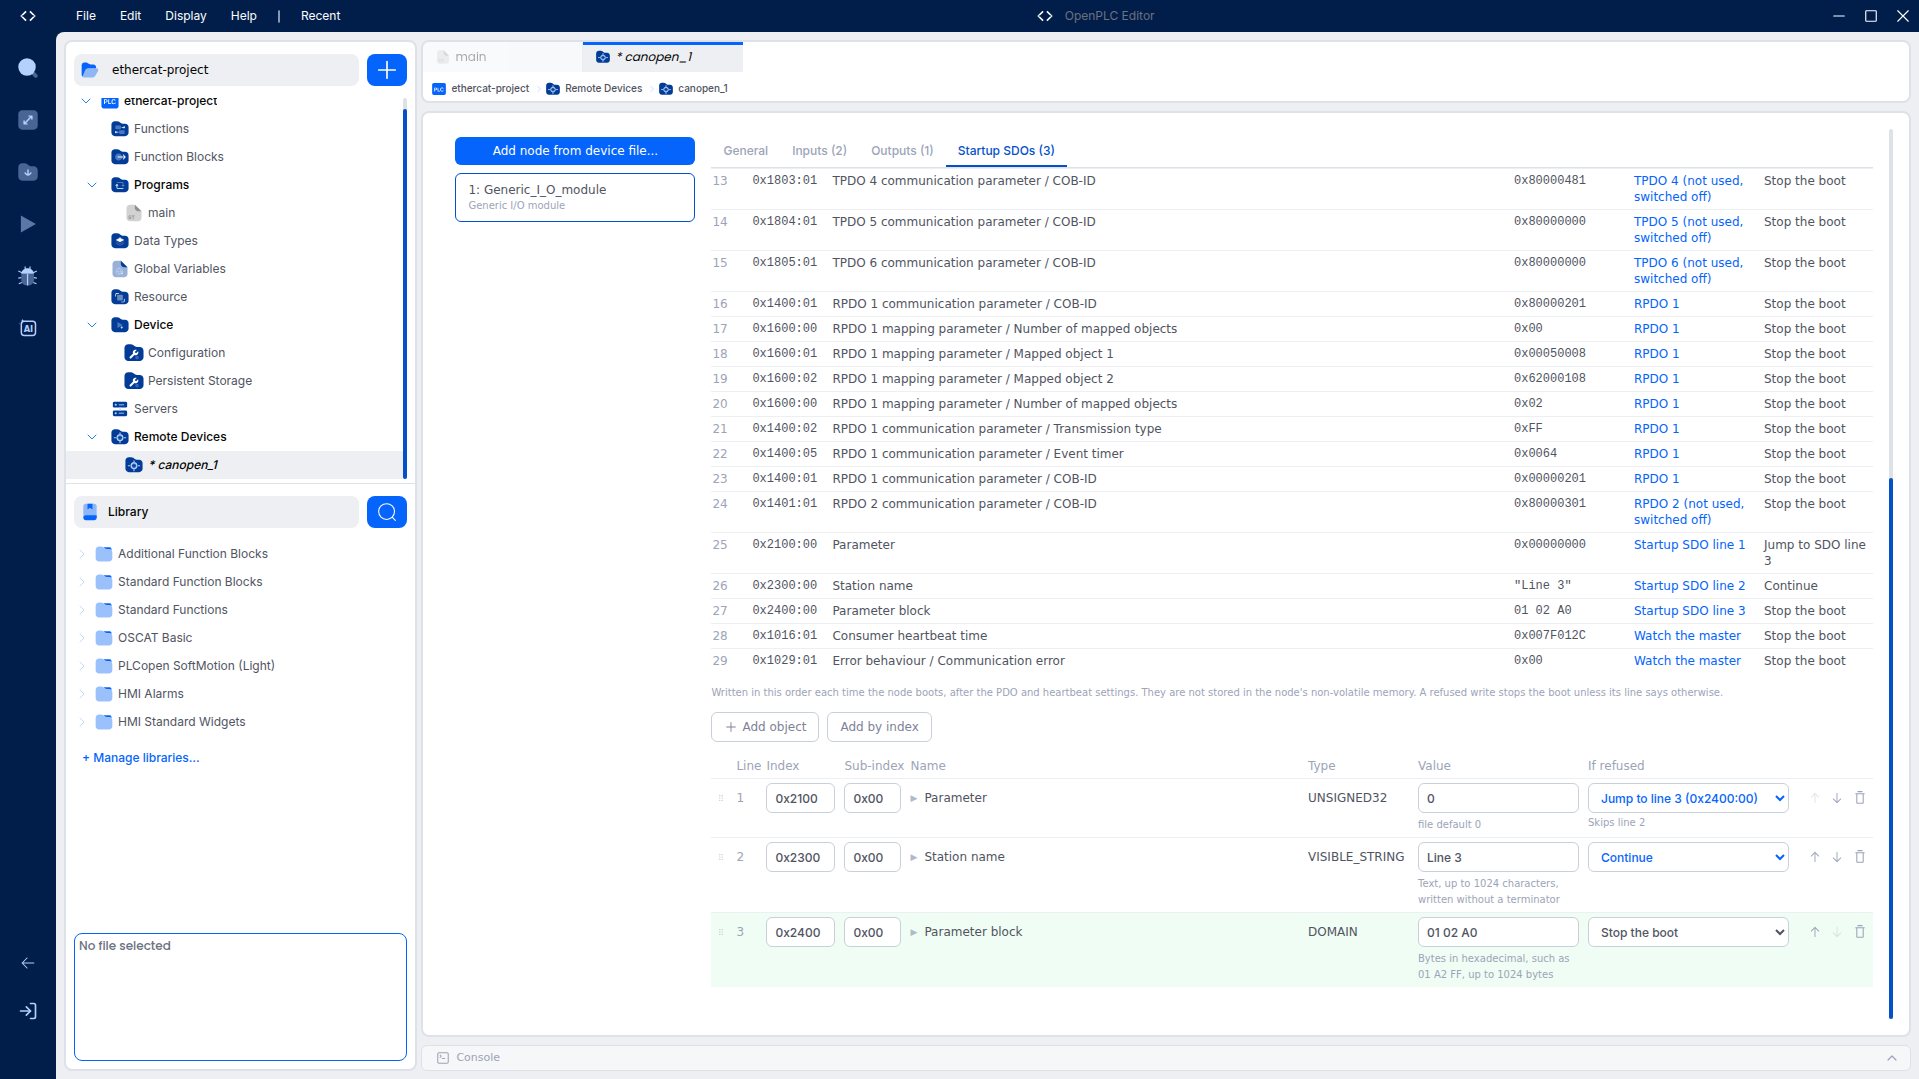 File Edit Display Help | Recent
OpenPLC Editor
ethercat-project
PLC ethercat-project
Functions
Function Blocks
Programs
main
Data Types
Global Variables
Resource
Device
Configuration
Persistent Storage
Servers
Remote Devices
* canopen_1
Library
Additional Function Blocks
Standard Function Blocks
Standard Functions
OSCAT Basic
PLCopen SoftMotion (Light)
HMI Alarms
HMI Standard Widgets
+ Manage libraries...
No file selected
main
* canopen_1
PLC ethercat-project Remote Devices canopen_1
Add node from device file...
1: Generic_I_O_module
Generic I/O module
General Inputs (2) Outputs (1) Startup SDOs (3)
13 0x1803:01 TPDO 4 communication parameter / COB-ID 0x80000481 TPDO 4 (not used, Stop the boot
switched off)
14 0x1804:01 TPDO 5 communication parameter / COB-ID 0x80000000 TPDO 5 (not used, Stop the boot
switched off)
15 0x1805:01 TPDO 6 communication parameter / COB-ID 0x80000000 TPDO 6 (not used, Stop the boot
switched off)
16 0x1400:01 RPDO 1 communication parameter / COB-ID 0x80000201 RPDO 1 Stop the boot
17 0x1600:00 RPDO 1 mapping parameter / Number of mapped objects 0x00 RPDO 1 Stop the boot
18 0x1600:01 RPDO 1 mapping parameter / Mapped object 1 0x00050008 RPDO 1 Stop the boot
19 0x1600:02 RPDO 1 mapping parameter / Mapped object 2 0x62000108 RPDO 1 Stop the boot
20 0x1600:00 RPDO 1 mapping parameter / Number of mapped objects 0x02 RPDO 1 Stop the boot
21 0x1400:02 RPDO 1 communication parameter / Transmission type 0xFF RPDO 1 Stop the boot
22 0x1400:05 RPDO 1 communication parameter / Event timer 0x0064 RPDO 1 Stop the boot
23 0x1400:01 RPDO 1 communication parameter / COB-ID 0x00000201 RPDO 1 Stop the boot
24 0x1401:01 RPDO 2 communication parameter / COB-ID 0x80000301 RPDO 2 (not used, Stop the boot
switched off)
25 0x2100:00 Parameter 0x00000000 Startup SDO line 1 Jump to SDO line
3
26 0x2300:00 Station name "Line 3" Startup SDO line 2 Continue
27 0x2400:00 Parameter block 01 02 A0 Startup SDO line 3 Stop the boot
28 0x1016:01 Consumer heartbeat time 0x007F012C Watch the master Stop the boot
29 0x1029:01 Error behaviour / Communication error 0x00 Watch the master Stop the boot
Written in this order each time the node boots, after the PDO and heartbeat settings. They are not stored in the node's non-volatile memory. A refused write stops the boot unless its line says otherwise.
+ Add object Add by index
Line Index Sub-index Name Type Value If refused
1 0x2100 0x00 Parameter UNSIGNED32 0 Jump to line 3 (0x2400:00)
file default 0 Skips line 2
2 0x2300 0x00 Station name VISIBLE_STRING Line 3 Continue
Text, up to 1024 characters,
written without a terminator
3 0x2400 0x00 Parameter block DOMAIN 01 02 A0 Stop the boot
Bytes in hexadecimal, such as
01 A2 FF, up to 1024 bytes
Console
AI